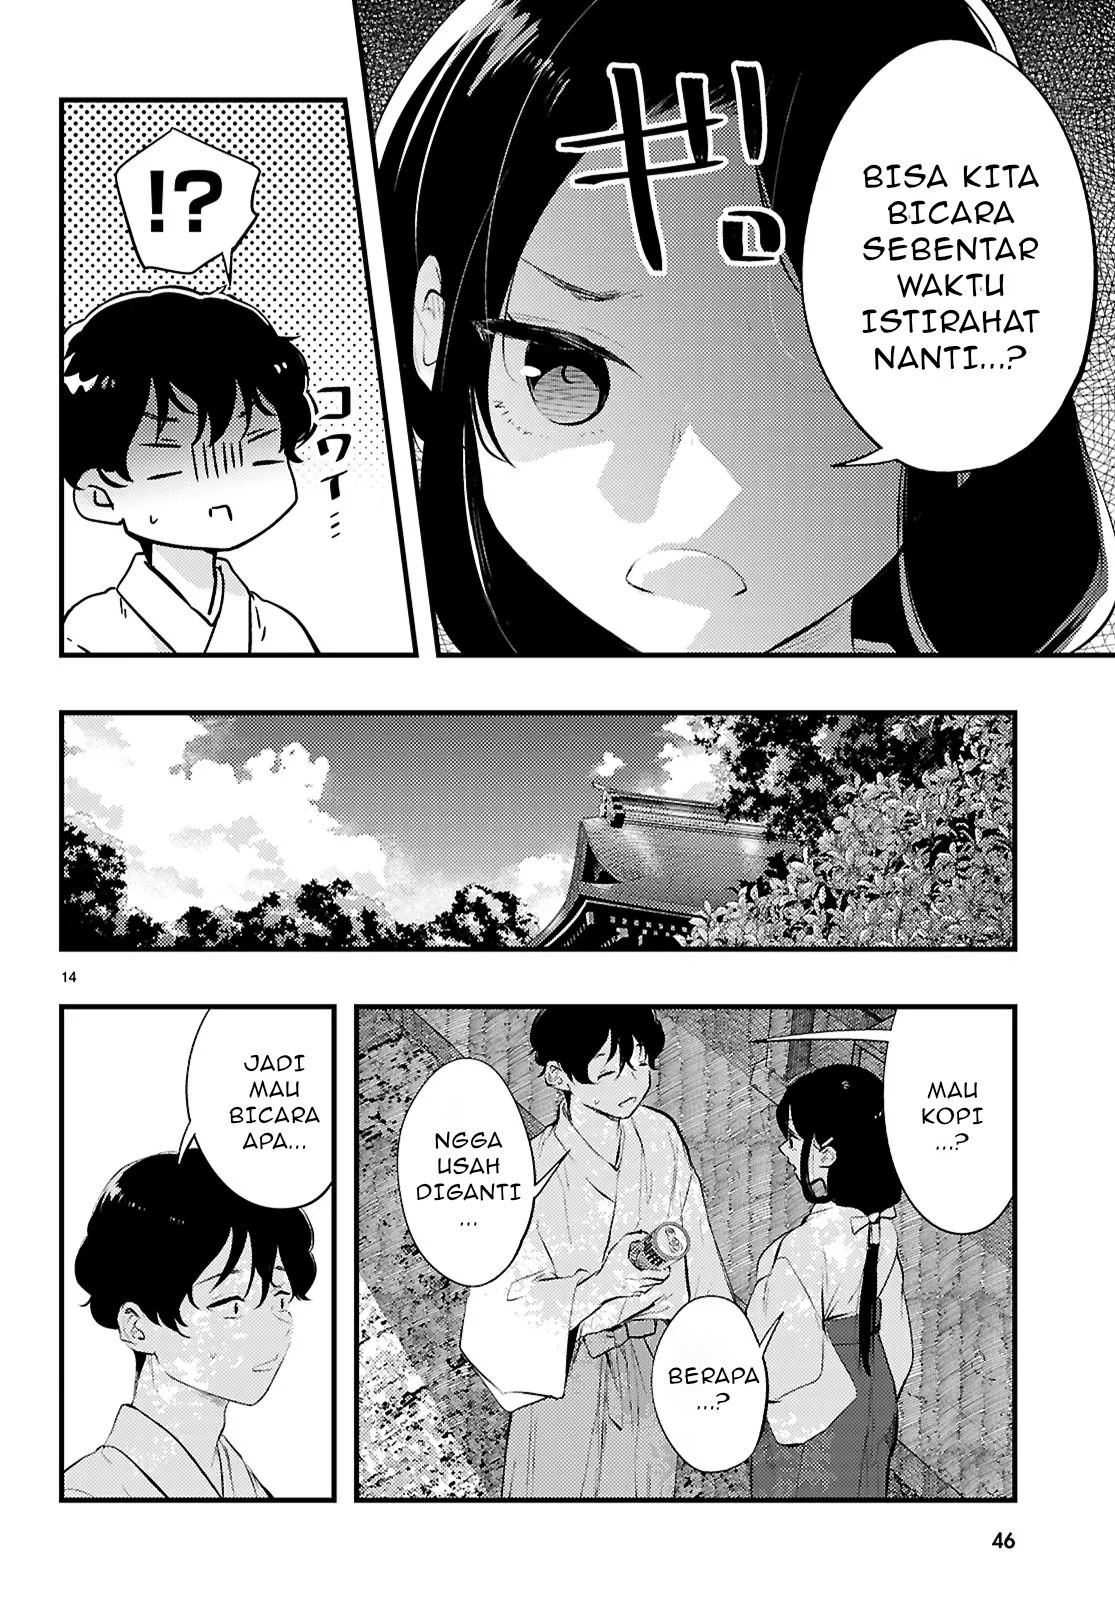 ギロ
BISA KITA
BICARA
SEBENTAR
WAKTU
ISTIRAHAT
NANTI...?
!?
コワイ…
14
MAU
KOPI
...?
BERAPA
...?
NGGA
USAH
DIGANTI
...
JADI
MAU
BICARA
APA...
46